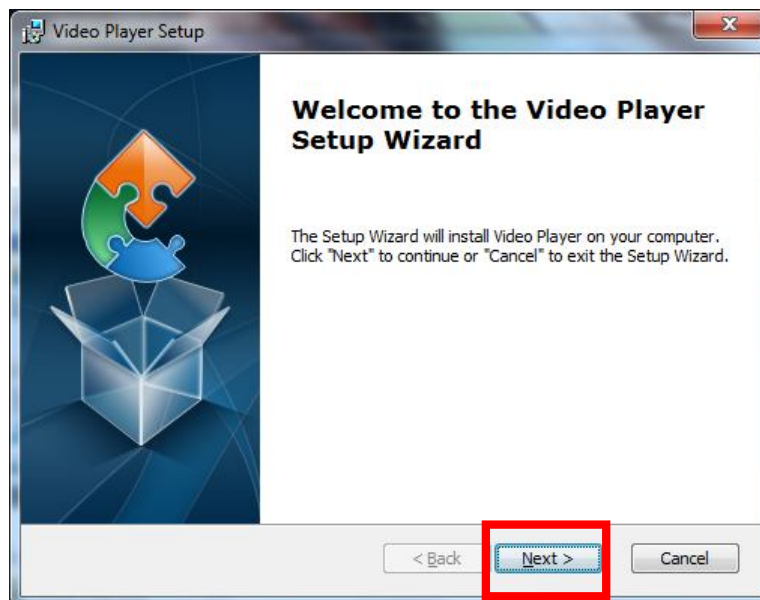 Video Player Setup
Welcome to the Video Player
Setup Wizard
The Setup Wizard will install Video Player on your computer.
Click "Next" to continue or "Cancel" to exit the Setup Wizard.
< Back Next > Cancel